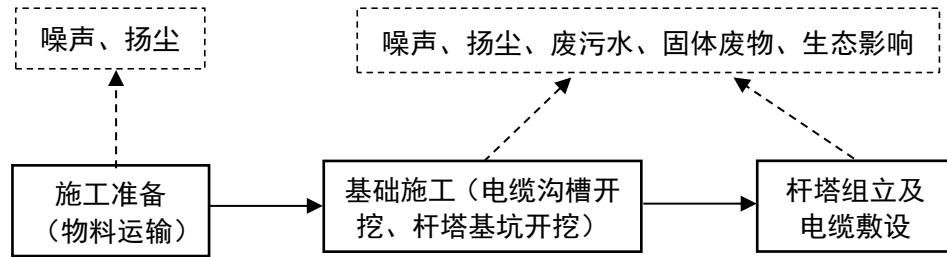 噪声、扬尘
噪声、扬尘、废污水、固体废物、生态影响
施工准备
（物料运输）
基础施工（电缆沟槽开
挖、杆塔基坑开挖）
杆塔组立及
电缆敷设